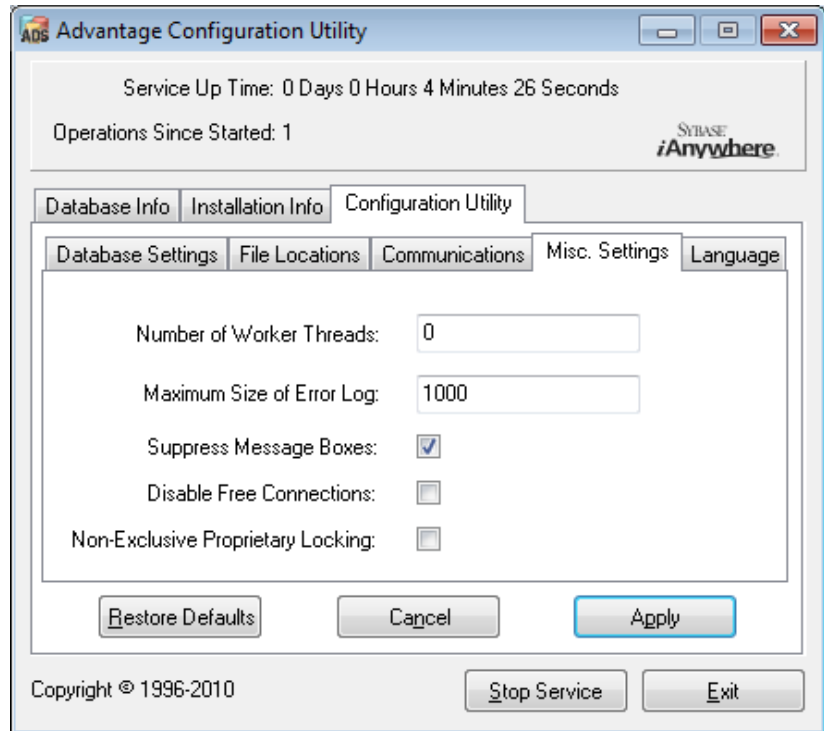 ADS Advantage Configuration Utility
Service Up Time: 0 Days 0 Hours 4 Minutes 26 Seconds
Operations Since Started: 1
SYBASE
iAnywhere.
Database Info Installation Info Configuration Utility
Database Settings File Locations Communications Misc. Settings Language
Number of Worker Threads: 0
Maximum Size of Error Log: 1000
Suppress Message Boxes:
Disable Free Connections:
Non-Exclusive Proprietary Locking:
Restore Defaults Cancel Apply
Copyright © 1996-2010 Stop Service Exit